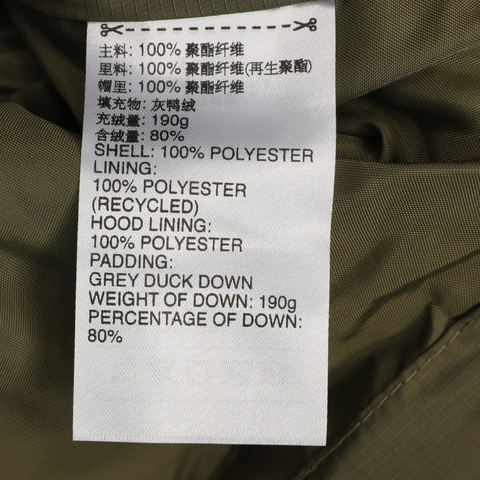 主料: 100% 聚酯纤维
里料: 100% 聚酯纤维(再生聚酯)
帽里: 100% 聚酯纤维
填充物: 灰鸭绒
充绒量: 190g
含绒量: 80%
SHELL: 100% POLYESTER
LINING:
100% POLYESTER
(RECYCLED)
HOOD LINING:
100% POLYESTER
PADDING:
GREY DUCK DOWN
WEIGHT OF DOWN: 190g
PERCENTAGE OF DOWN:
80%